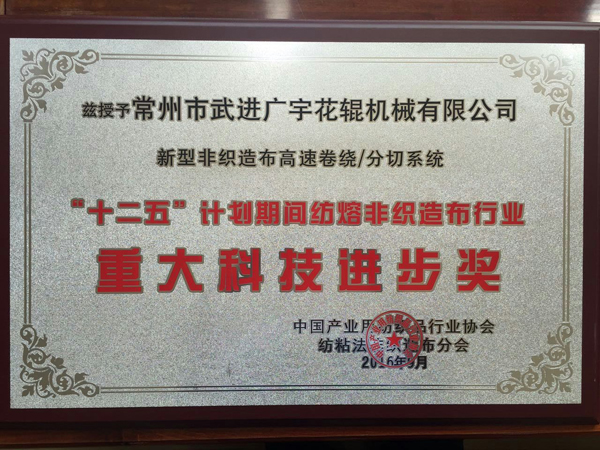 兹授予常州市武进广宇花辊机械有限公司
新型非织造布高速卷绕/分切系统
“十二五”计划期间纺熔非织造布行业
重大科技进步奖
中国产业用纺织品行业协会
纺粘法非织造布分会
2016年9月